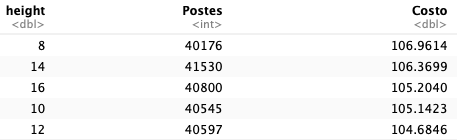 height Postes Costo
<dbl> <int> <dbl>
8 40176 106.9614
14 41530 106.3699
16 40800 105.2040
10 40545 105.1423
12 40597 104.6846